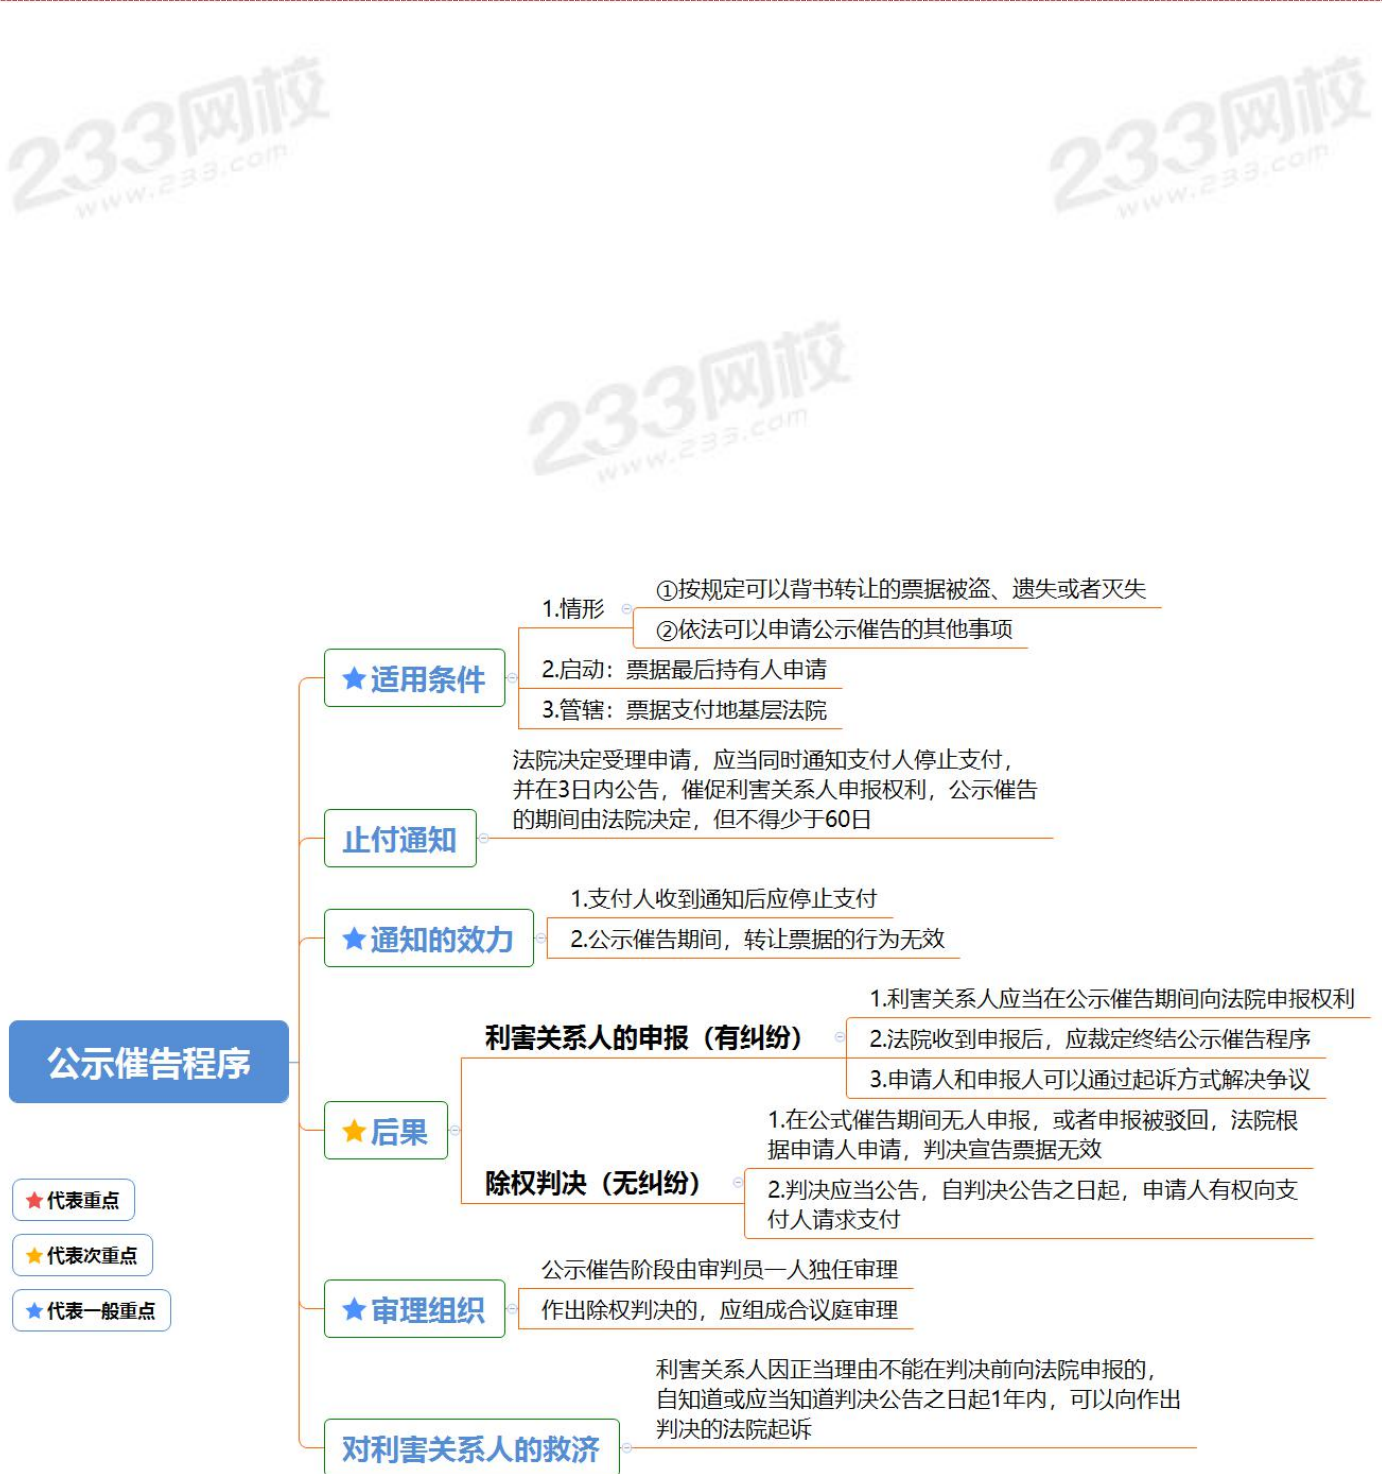 233网校
www.233.com
233网校
www.233.com
233网校
www.233.com
公示催告程序
适用条件
1.情形
①按规定可以背书转让的票据被盗、遗失或者灭失
②依法可以申请公示催告的其他事项
2.启动：票据最后持有人申请
3.管辖：票据支付地基层法院
止付通知
法院决定受理申请，应当同时通知支付人停止支付，
并在3日内公告，催促利害关系人申报权利，公示催告
的期间由法院决定，但不得少于60日
通知的效力
1.支付人收到通知后应停止支付
2.公示催告期间，转让票据的行为无效
后果
利害关系人的申报（有纠纷）
1.利害关系人应当在公示催告期间向法院申报权利
2.法院收到申报后，应裁定终结公示催告程序
3.申请人和申报人可以通过起诉方式解决争议
除权判决（无纠纷）
1.在公式催告期间无人申报，或者申报被驳回，法院根
据申请人申请，判决宣告票据无效
2.判决应当公告，自判决公告之日起，申请人有权向支
付人请求支付
审理组织
公示催告阶段由审判员一人独任审理
作出除权判决的，应组成合议庭审理
对利害关系人的救济
利害关系人因正当理由不能在判决前向法院申报的，
自知道或应当知道判决公告之日起1年内，可以向作出
判决的法院起诉
代表重点
代表次重点
代表一般重点